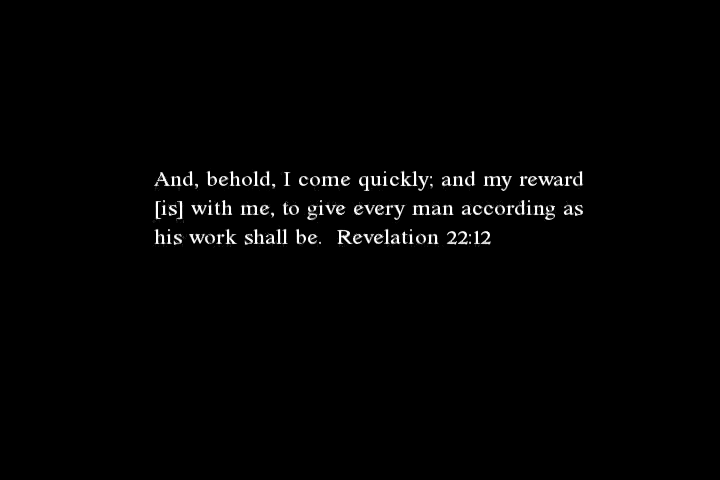 And, behold, I come quickly; and my reward
[is] with me, to give every man according as
his work shall be.  Revelation 22:12